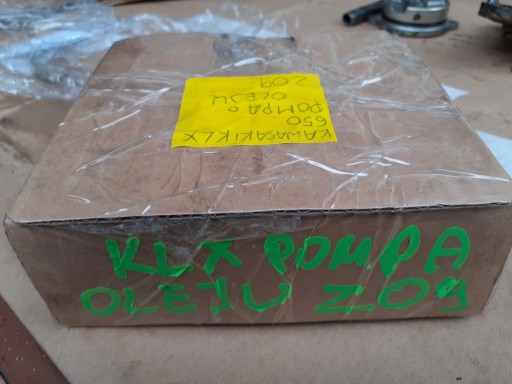 KAWASAKI KLX
650
POMPA
OLEJU
Z09
KLX POMPA
OLEJU Z09